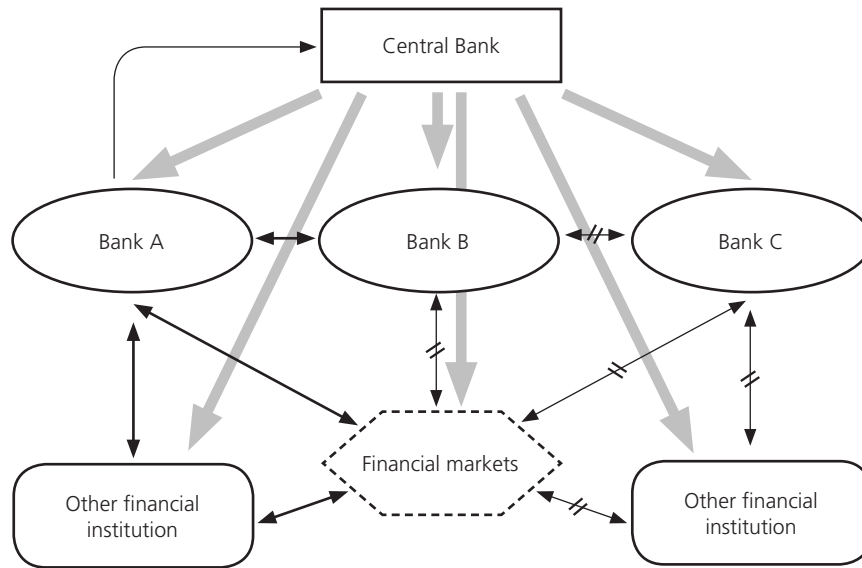 Central Bank
Bank A
Bank B
Bank C
Financial markets
Other financial
institution
Other financial
institution